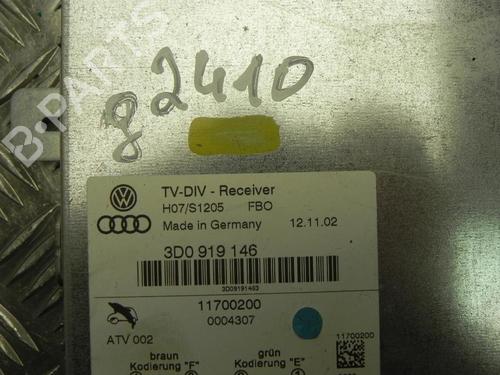 B-PARTS
g2410
TV-DIV - Receiver
H07/S1205 FBO
Made in Germany 12.11.02
3D0 919 146
3D0919146
11700200
0004307
ATV 002
11700200
braun grün
Kodierung "F" Kodierung "E"